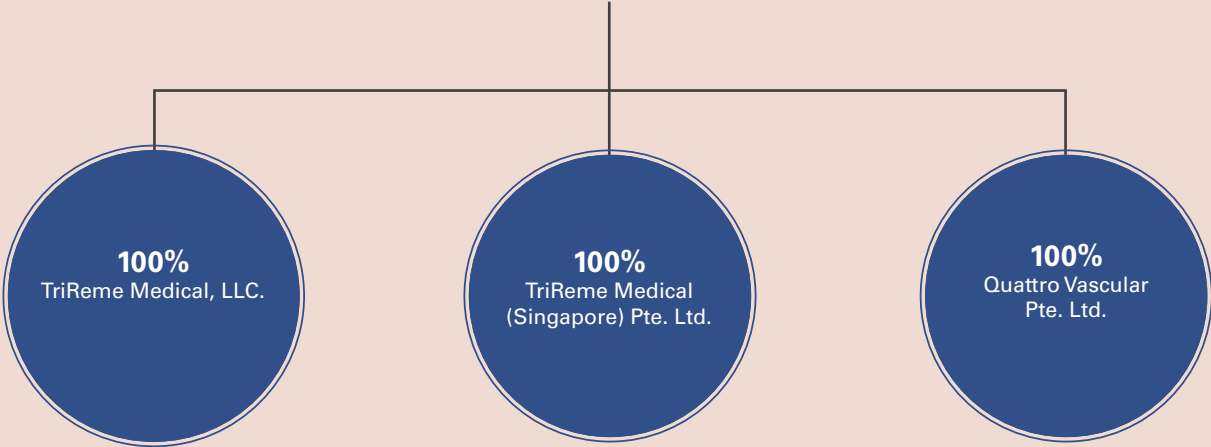 100%
TriReme Medical, LLC.
100%
TriReme Medical
(Singapore) Pte. Ltd.
100%
Quattro Vascular
Pte. Ltd.